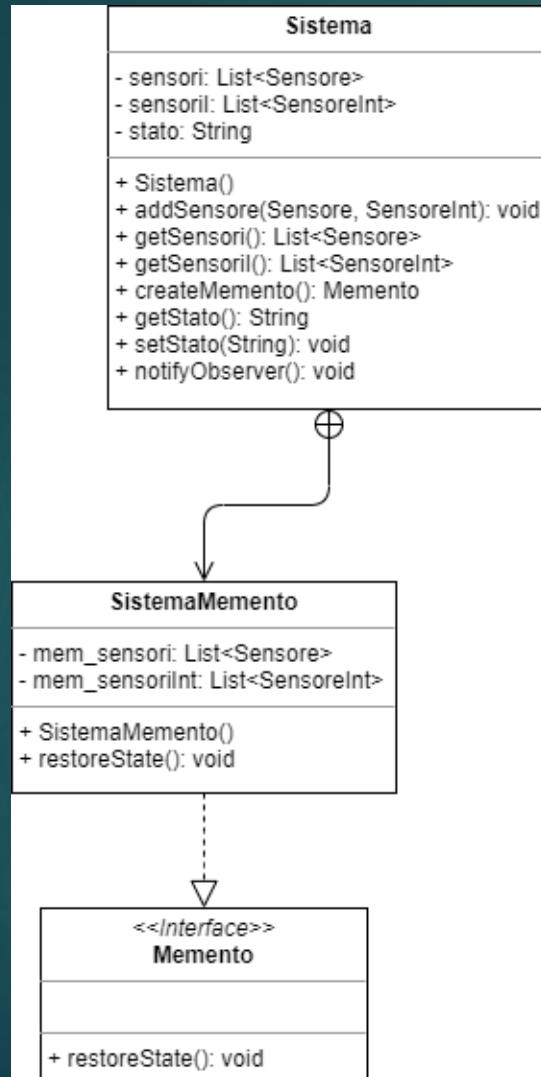 Sistema
- sensori: List<Sensore>
- sensoriI: List<SensoreInt>
- stato: String
+ Sistema()
+ addSensore(Sensore, SensoreInt): void
+ getSensori(): List<Sensore>
+ getSensoriI(): List<SensoreInt>
+ createMemento(): Memento
+ getStato(): String
+ setStato(String): void
+ notifyObserver(): void
SistemaMemento
- mem_sensori: List<Sensore>
- mem_sensoriInt: List<SensoreInt>
+ SistemaMemento()
+ restoreState(): void
<<Interface>>
Memento
+ restoreState(): void